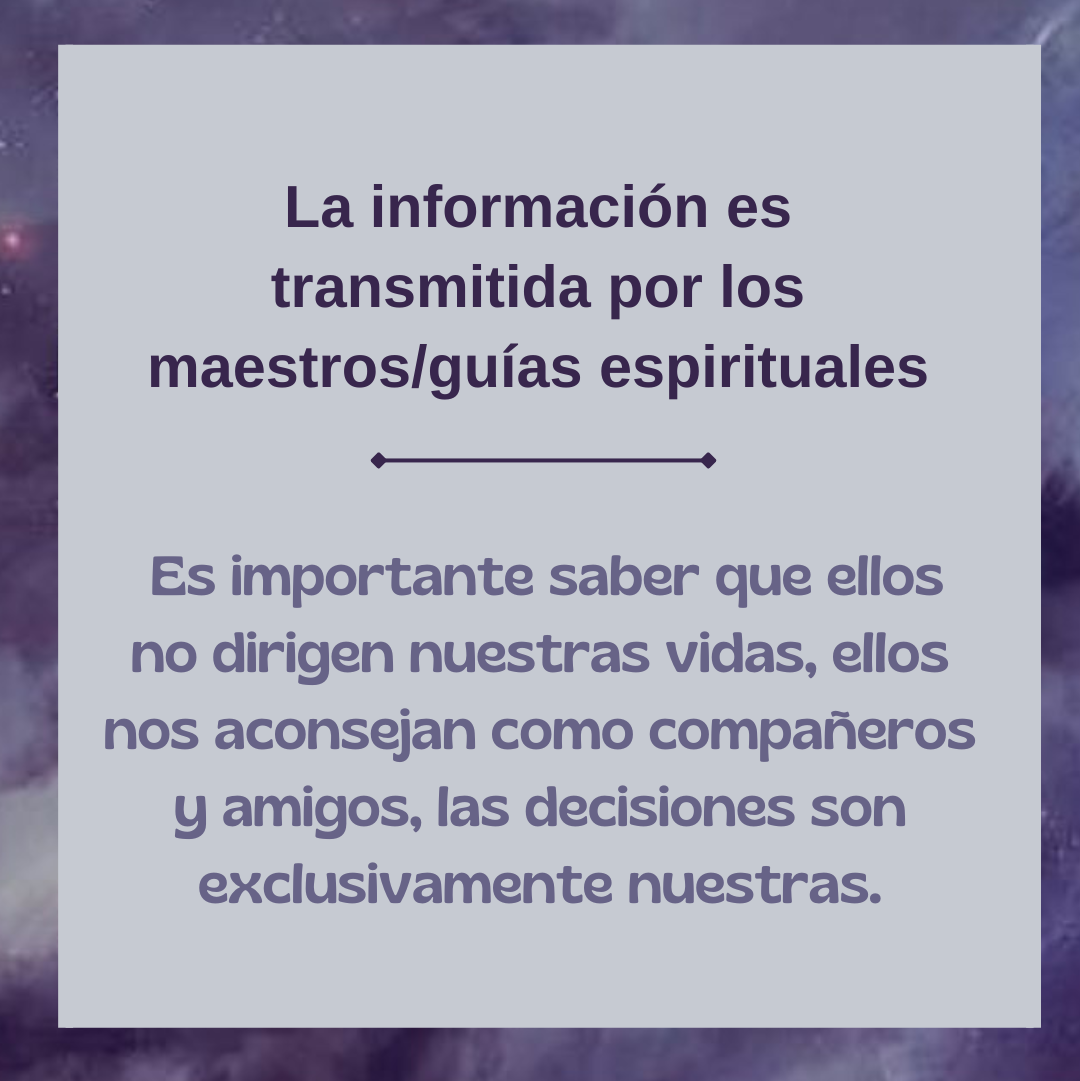 La información es
transmitida por los
maestros/guías espirituales
Es importante saber que ellos
no dirigen nuestras vidas, ellos
nos aconsejan como compañeros
y amigos, las decisiones son
exclusivamente nuestras.